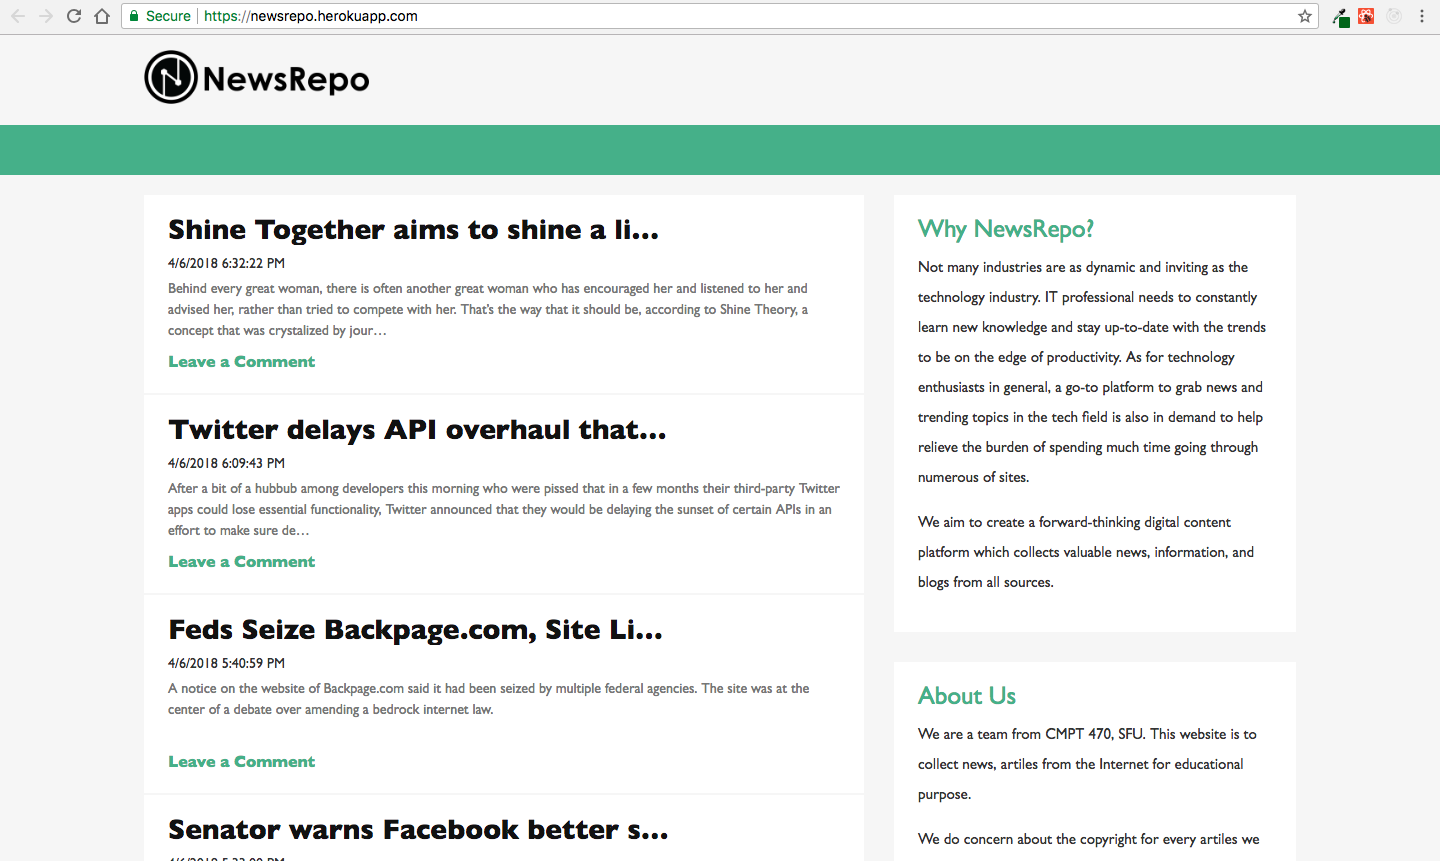 Secure https://newsrepo.herokuapp.com
NewsRepo
Shine Together aims to shine a li...
4/6/2018 6:32:22 PM
Behind every great woman, there is often another great woman who has encouraged her and listened to her and
advised her, rather than tried to compete with her. That's the way that it should be, according to Shine Theory, a
concept that was crystalized by jour…
Leave a Comment
Twitter delays API overhaul that...
4/6/2018 6:09:43 PM
After a bit of a hubbub among developers this morning who were pissed that in a few months their third-party Twitter
apps could lose essential functionality, Twitter announced that they would be delaying the sunset of certain APIs in an
effort to make sure de…
Leave a Comment
Feds Seize Backpage.com, Site Li...
4/6/2018 5:40:59 PM
A notice on the website of Backpage.com said it had been seized by multiple federal agencies. The site was at the
center of a debate over amending a bedrock internet law.
Leave a Comment
Senator warns Facebook better s...
4/6/2018 5:33:00 PM
Why NewsRepo?
Not many industries are as dynamic and inviting as the
technology industry. IT professional needs to constantly
learn new knowledge and stay up-to-date with the trends
to be on the edge of productivity. As for technology
enthusiasts in general, a go-to platform to grab news and
trending topics in the tech field is also in demand to help
relieve the burden of spending much time going through
numerous of sites.
We aim to create a forward-thinking digital content
platform which collects valuable news, information, and
blogs from all sources.
About Us
We are a team from CMPT 470, SFU. This website is to
collect news, artiles from the Internet for educational
purpose.
We do concern about the copyright for every artiles we